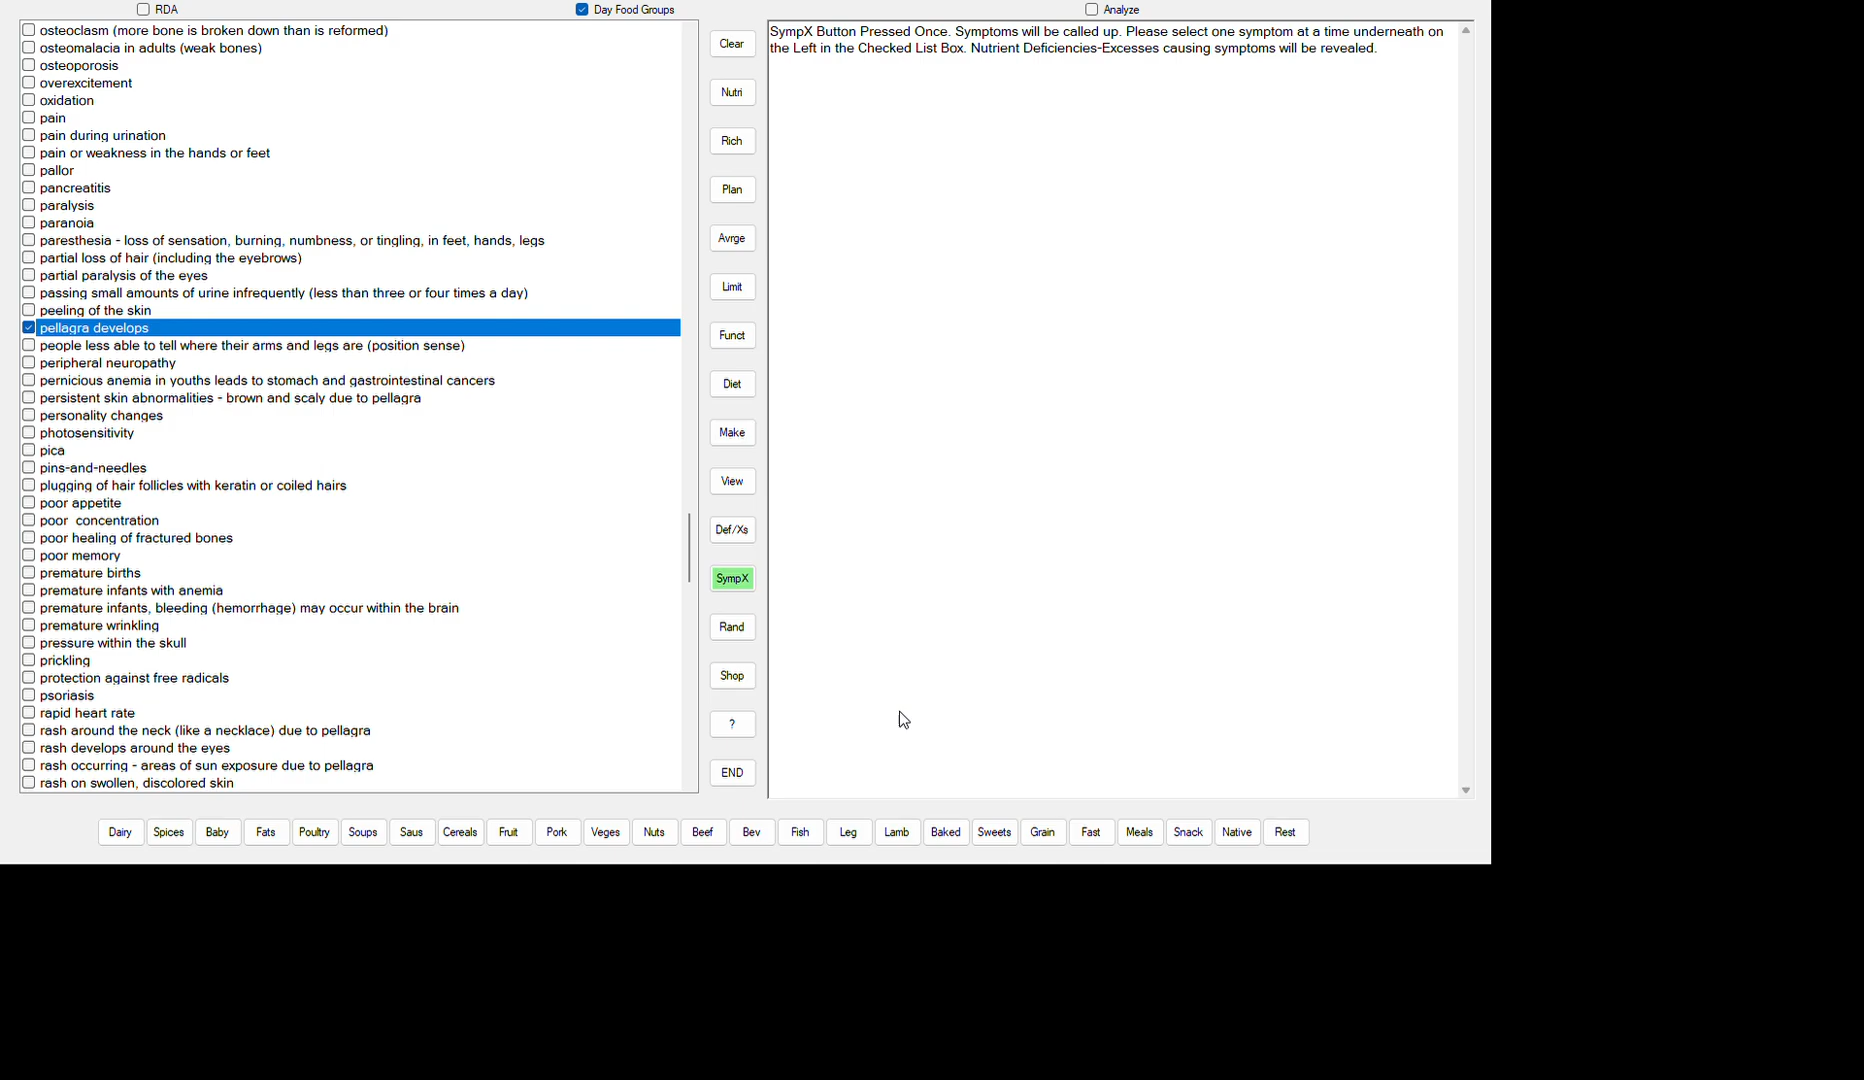 RDA
Day Food Groups
Analyze
osteoclasm (more bone is broken down than is reformed)
osteomalacia in adults (weak bones)
osteoporosis
overexcitement
oxidation
pain
pain during urination
pain or weakness in the hands or feet
pallor
pancreatitis
paralysis
paranoia
paresthesia - loss of sensation, burning, numbness, or tingling, in feet, hands, legs
partial loss of hair (including the eyebrows)
partial paralysis of the eyes
passing small amounts of urine infrequently (less than three or four times a day)
peeling of the skin
pellagra develops
people less able to tell where their arms and legs are (position sense)
peripheral neuropathy
pernicious anemia in youths leads to stomach and gastrointestinal cancers
persistent skin abnormalities - brown and scaly due to pellagra
personality changes
photosensitivity
pica
pins-and-needles
plugging of hair follicles with keratin or coiled hairs
poor appetite
poor  concentration
poor healing of fractured bones
poor memory
premature births
premature infants with anemia
premature infants, bleeding (hemorrhage) may occur within the brain
premature wrinkling
pressure within the skull
prickling
protection against free radicals
psoriasis
rapid heart rate
rash around the neck (like a necklace) due to pellagra
rash develops around the eyes
rash occurring - areas of sun exposure due to pellagra
rash on swollen, discolored skin
Clear
Nutri
Rich
Plan
Avrge
Limit
Funct
Diet
Make
View
Def/Xs
SympX
Rand
Shop
?
END
SympX Button Pressed Once. Symptoms will be called up. Please select one symptom at a time underneath on
the Left in the Checked List Box. Nutrient Deficiencies-Excesses causing symptoms will be revealed.
Dairy Spices Baby Fats Poultry Soups Saus Cereals Fruit Pork Veges Nuts Beef Bev Fish Leg Lamb Baked Sweets Grain Fast Meals Snack Native Rest